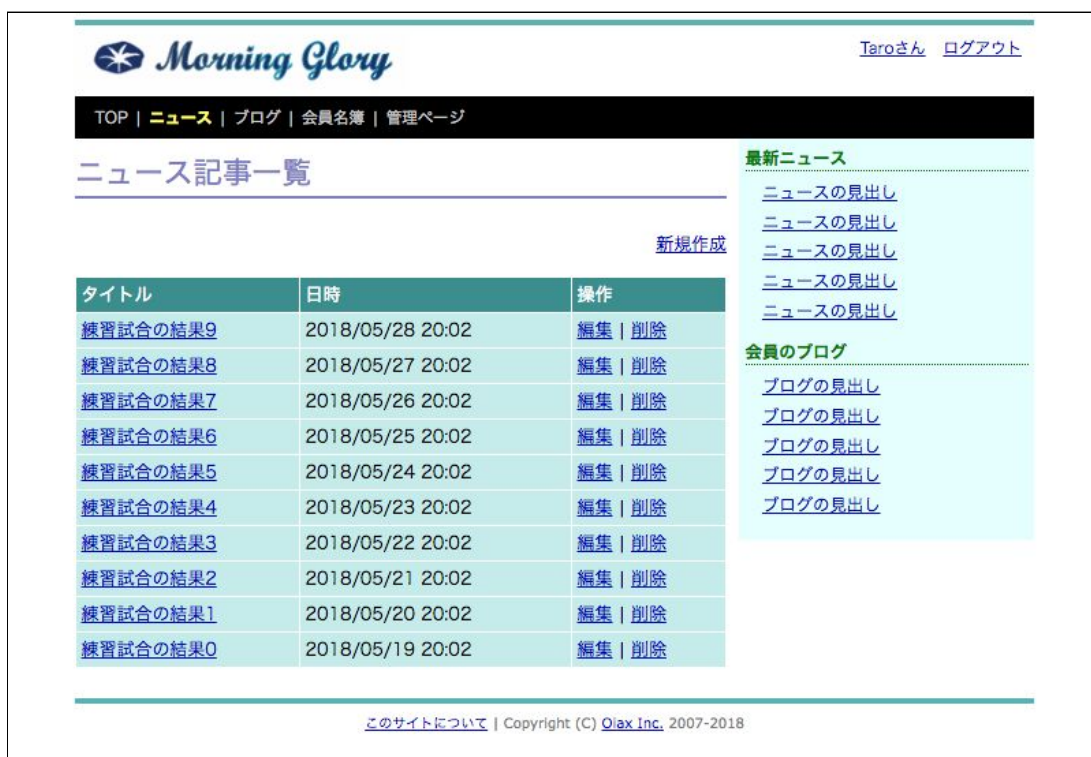 Morning Glory
Taroさん ログアウト
TOP | ニュース | ブログ | 会員名簿 | 管理ページ
ニュース記事一覧
新規作成
タイトル 日時 操作
練習試合の結果9 2018/05/28 20:02 編集 | 削除
練習試合の結果8 2018/05/27 20:02 編集 | 削除
練習試合の結果7 2018/05/26 20:02 編集 | 削除
練習試合の結果6 2018/05/25 20:02 編集 | 削除
練習試合の結果5 2018/05/24 20:02 編集 | 削除
練習試合の結果4 2018/05/23 20:02 編集 | 削除
練習試合の結果3 2018/05/22 20:02 編集 | 削除
練習試合の結果2 2018/05/21 20:02 編集 | 削除
練習試合の結果1 2018/05/20 20:02 編集 | 削除
練習試合の結果0 2018/05/19 20:02 編集 | 削除
最新ニュース
ニュースの見出し
ニュースの見出し
ニュースの見出し
ニュースの見出し
ニュースの見出し
会員のブログ
ブログの見出し
ブログの見出し
ブログの見出し
ブログの見出し
ブログの見出し
このサイトについて | Copyright (C) Oiax Inc. 2007-2018